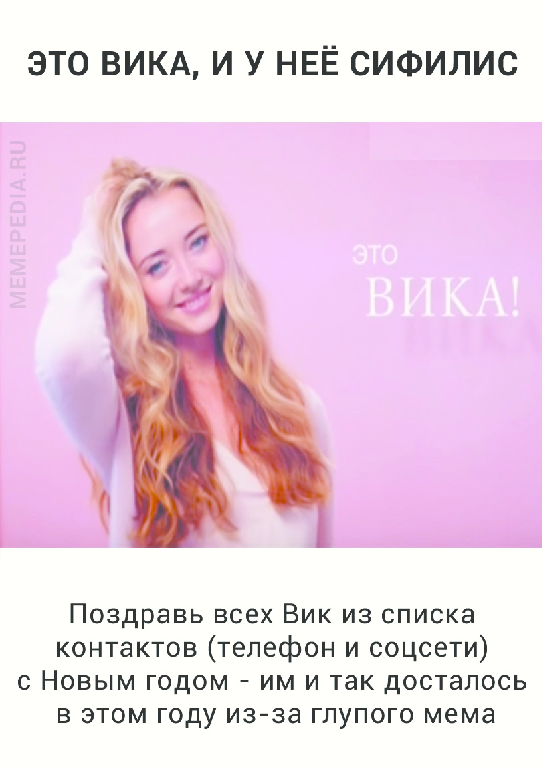 ЭТО ВИКА, И У НЕЁ СИФИЛИС
MEMEPEDIA.RU
ЭТО
ВИКА!
Поздравь всех Вик из списка
контактов (телефон и соцсети)
с Новым годом - им и так досталось
в этом году из-за глупого мема